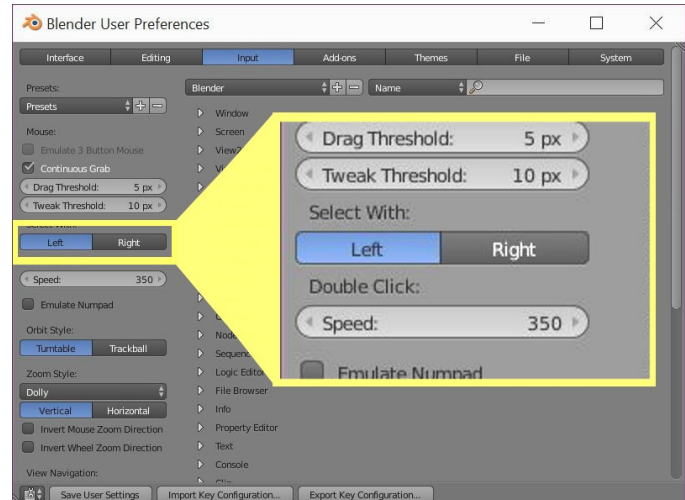 Blender User Preferences
Interface Editing Input Add-ons Themes File System
Presets:
Blender
Name
Presets
Window
Mouse:
Screen
Emulate 3 Button Mouse
View2
Continuous Grab
Drag Threshold: 5 px
Tweak Threshold: 10 px
Left Right
Speed: 350
Emulate Numpad
Orbit Style:
Turntable Trackball
Zoom Style:
Dolly
Vertical Horizontal
Invert Mouse Zoom Direction
Invert Wheel Zoom Direction
View Navigation:
Node
Sequenc
Logic Editor
File Browser
Info
Property Editor
Text
Console
Drag Threshold: 5 px
Tweak Threshold: 10 px
Select With:
Left Right
Double Click:
Speed: 350
Emulate Numpad
Save User Settings Import Key Configuration... Export Key Configuration...